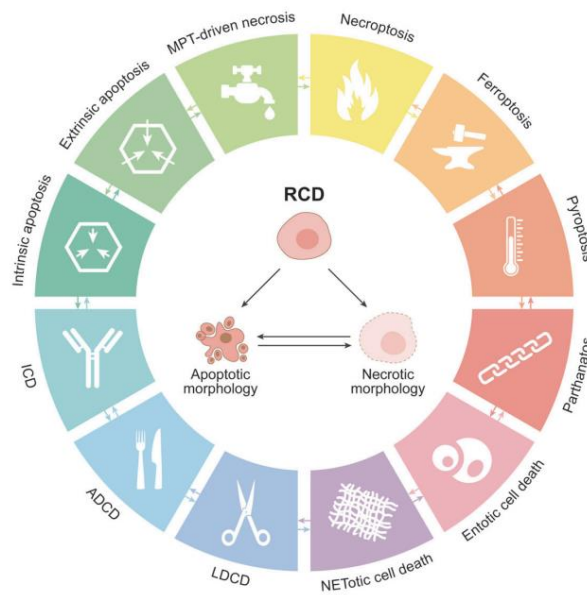 MPT-driven necrosis
Necroptosis
Extrinsic apoptosis
Ferroptosis
Intrinsic apoptosis
Pyroptosis
RCD
Apoptotic
morphology
Necrotic
morphology
ICD
Parthanatos
ADCD
Entotic cell death
LDCD
NETotic cell death